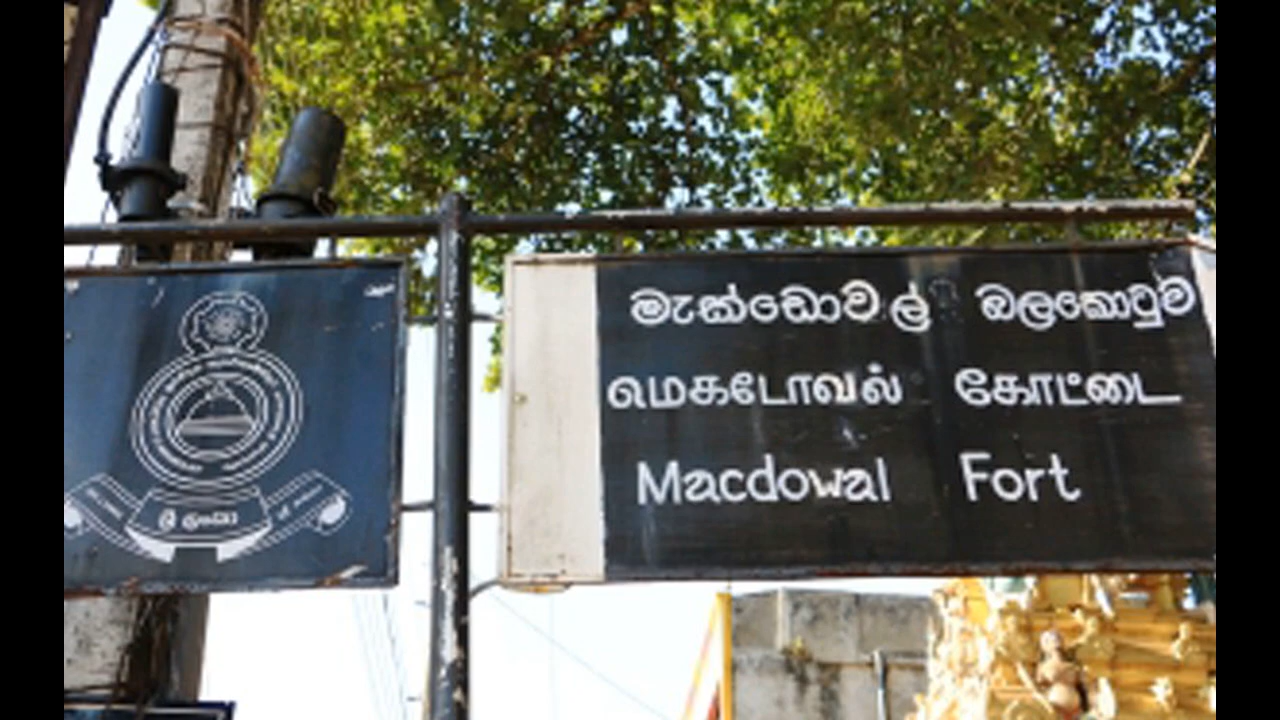 ශ්‍රී ලංකා
මැක්ඩොවල් බලකොටුව
மெகடோவல் கோட்டை
Macdowal Fort